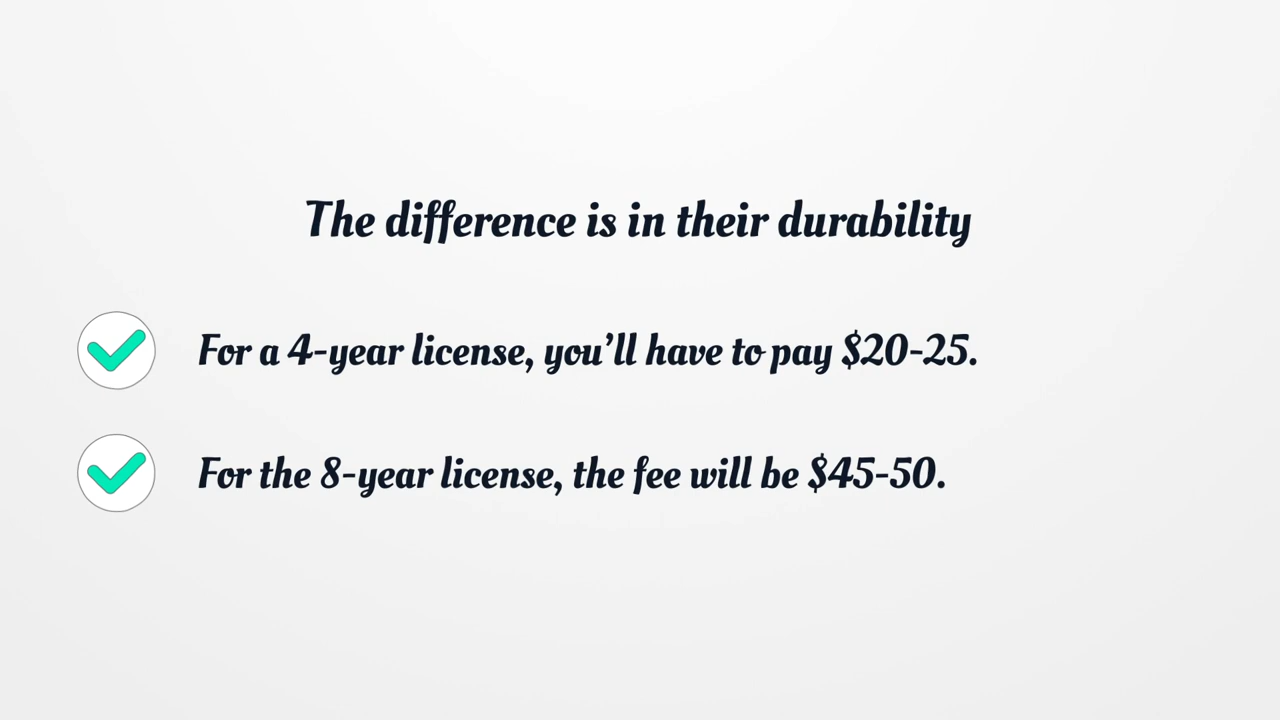 The difference is in their durability
For a 4-year license, you’ll have to pay $20-25.
For the 8-year license, the fee will be $45-50.